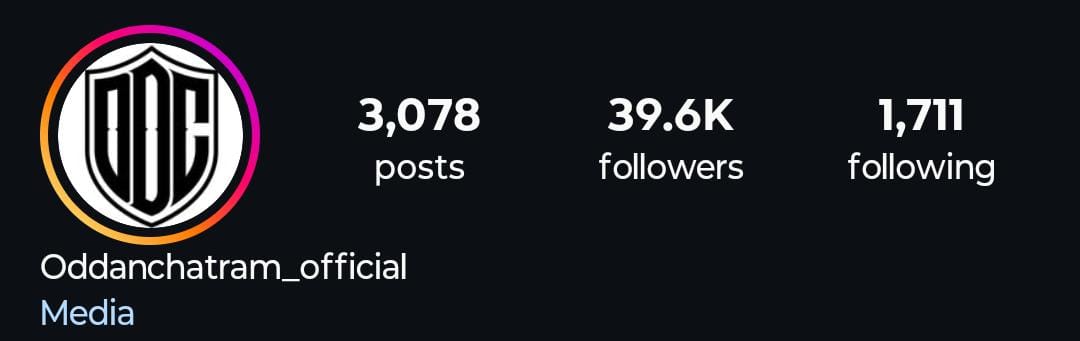 ODC
3,078 39.6K 1,711
posts followers following
Oddanchatram_official
Media